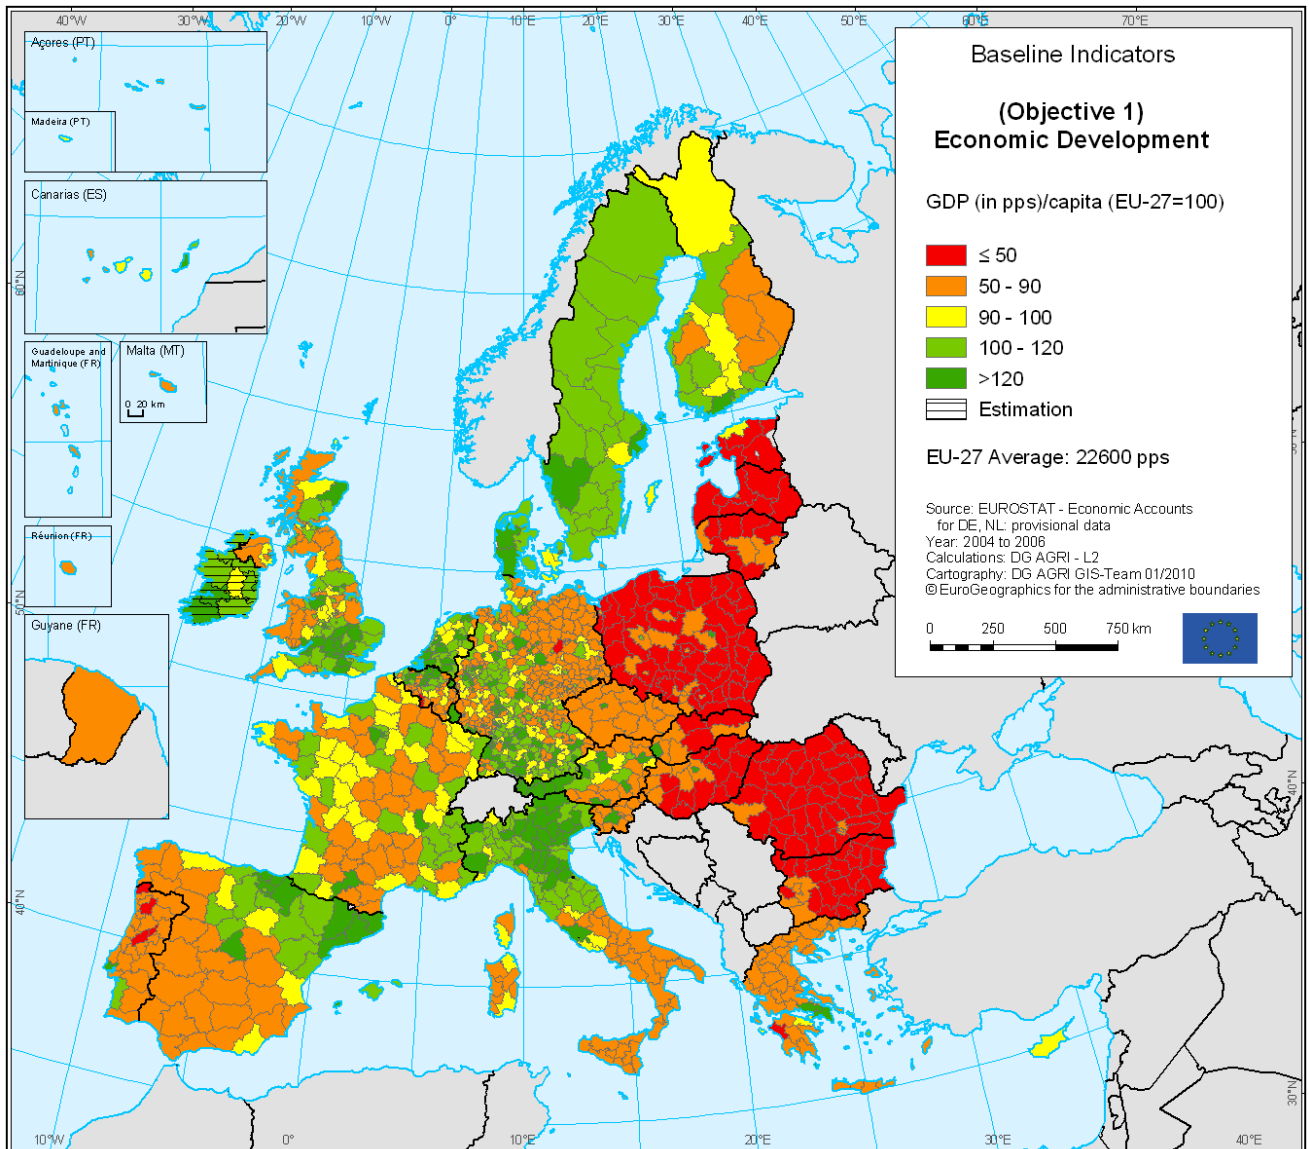 40°W
30°W
20°W
10°W
0°
10°E
20°E
30°E
40°E
50°E
60°E
70°E
Açores (PT)
Madeira (PT)
Canarias (ES)
Guadeloupe and
Martinique (FR)
Malta (MT)
0 20 km
Réunion (FR)
Guyane (FR)
Baseline Indicators
(Objective 1)
Economic Development
GDP (in pps)/capita (EU-27=100)
≤ 50
50 - 90
90 - 100
100 - 120
>120
Estimation
EU-27 Average: 22600 pps
Source: EUROSTAT - Economic Accounts
for DE, NL: provisional data
Year: 2004 to 2006
Calculations: DG AGRI - L2
Cartography: DG AGRI GIS-Team 01/2010
© EuroGeographics for the administrative boundaries
0 250 500 750 km
60°N
50°N
40°N
40°N
30°N
10°W
0°
10°E
20°E
30°E
40°E